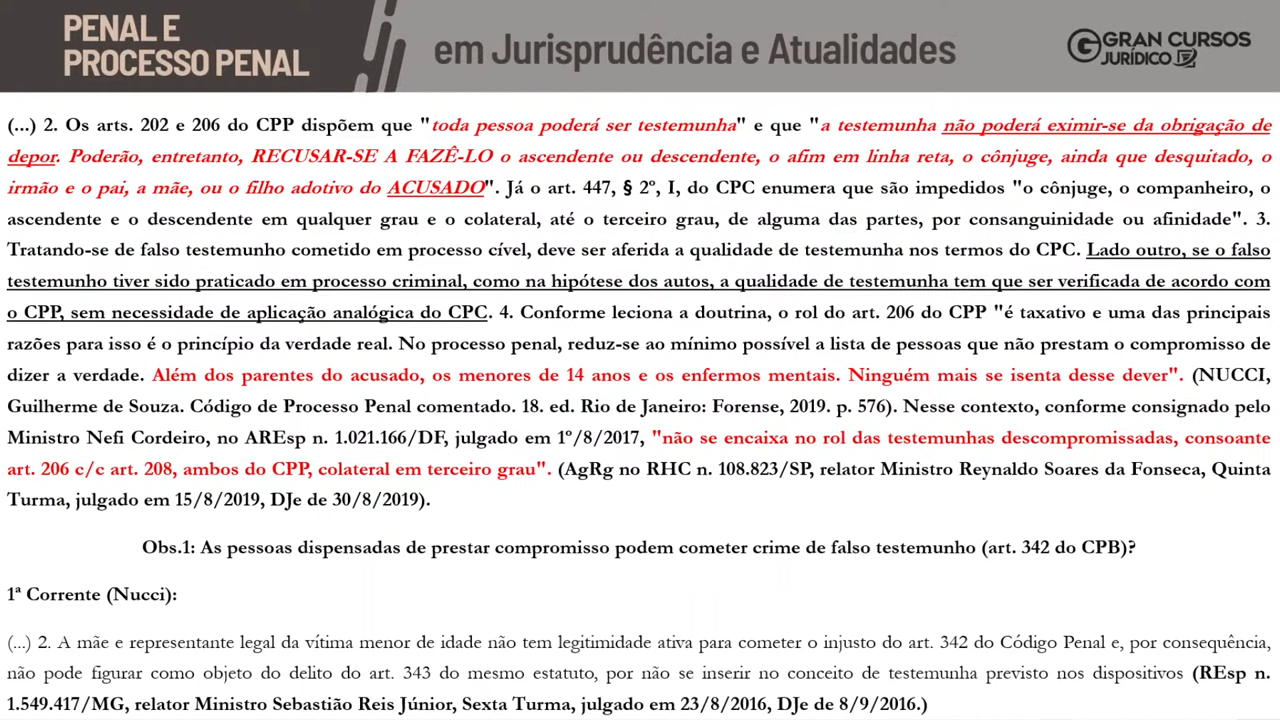 PENAL E
PROCESSO PENAL
em Jurisprudência e Atualidades
GRAN CURSOS
JURÍDICO
(...) 2. Os arts. 202 e 206 do CPP dispõem que "toda pessoa poderá ser testemunha" e que "a testemunha não poderá eximir-se da obrigação de
depor. Poderão, entretanto, RECUSAR-SE A FAZÊ-LO o ascendente ou descendente, o afim em linha reta, o cônjuge, ainda que desquitado, o
irmão e o pai, a mãe, ou o filho adotivo do ACUSADO". Já o art. 447, § 2º, I, do CPC enumera que são impedidos "o cônjuge, o companheiro, o
ascendente e o descendente em qualquer grau e o colateral, até o terceiro grau, de alguma das partes, por consanguinidade ou afinidade". 3.
Tratando-se de falso testemunho cometido em processo cível, deve ser aferida a qualidade de testemunha nos termos do CPC. Lado outro, se o falso
testemunho tiver sido praticado em processo criminal, como na hipótese dos autos, a qualidade de testemunha tem que ser verificada de acordo com
o CPP, sem necessidade de aplicação analógica do CPC. 4. Conforme leciona a doutrina, o rol do art. 206 do CPP "é taxativo e uma das principais
razões para isso é o princípio da verdade real. No processo penal, reduz-se ao mínimo possível a lista de pessoas que não prestam o compromisso de
dizer a verdade. Além dos parentes do acusado, os menores de 14 anos e os enfermos mentais. Ninguém mais se isenta desse dever". (NUCCI,
Guilherme de Souza. Código de Processo Penal comentado. 18. ed. Rio de Janeiro: Forense, 2019. p. 576). Nesse contexto, conforme consignado pelo
Ministro Nefi Cordeiro, no AREsp n. 1.021.166/DF, julgado em 1º/8/2017, "não se encaixa no rol das testemunhas descompromissadas, consoante
art. 206 c/c art. 208, ambos do CPP, colateral em terceiro grau". (AgRg no RHC n. 108.823/SP, relator Ministro Reynaldo Soares da Fonseca, Quinta
Turma, julgado em 15/8/2019, DJe de 30/8/2019).
Obs.1: As pessoas dispensadas de prestar compromisso podem cometer crime de falso testemunho (art. 342 do CPB)?
1ª Corrente (Nucci):
(...) 2. A mãe e representante legal da vítima menor de idade não tem legitimidade ativa para cometer o injusto do art. 342 do Código Penal e, por consequência,
não pode figurar como objeto do delito do art. 343 do mesmo estatuto, por não se inserir no conceito de testemunha previsto nos dispositivos (REsp n.
1.549.417/MG, relator Ministro Sebastião Reis Júnior, Sexta Turma, julgado em 23/8/2016, DJe de 8/9/2016.)